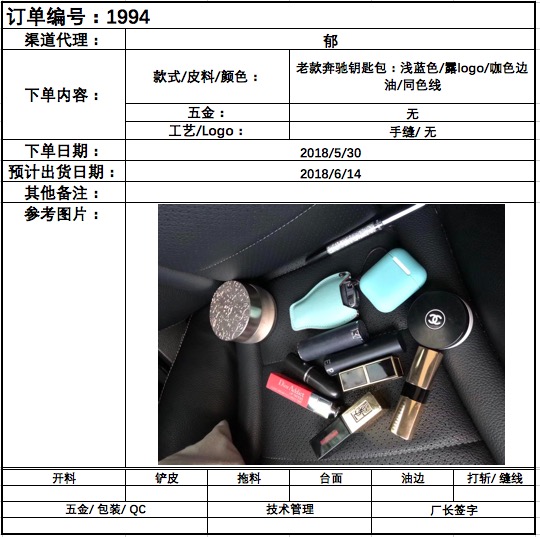 订单编号：1994
渠道代理：
郁
下单内容：
款式/皮料/颜色：
老款奔驰钥匙包：浅蓝色/露logo/咖色边
油/同色线
五金：
无
工艺/Logo：
手缝/ 无
下单日期：
2018/5/30
预计出货日期：
2018/6/14
其他备注：
参考图片：
开料
铲皮
拖料
台面
油边
打斩/ 缝线
五金/ 包装/ QC
技术管理
厂长签字